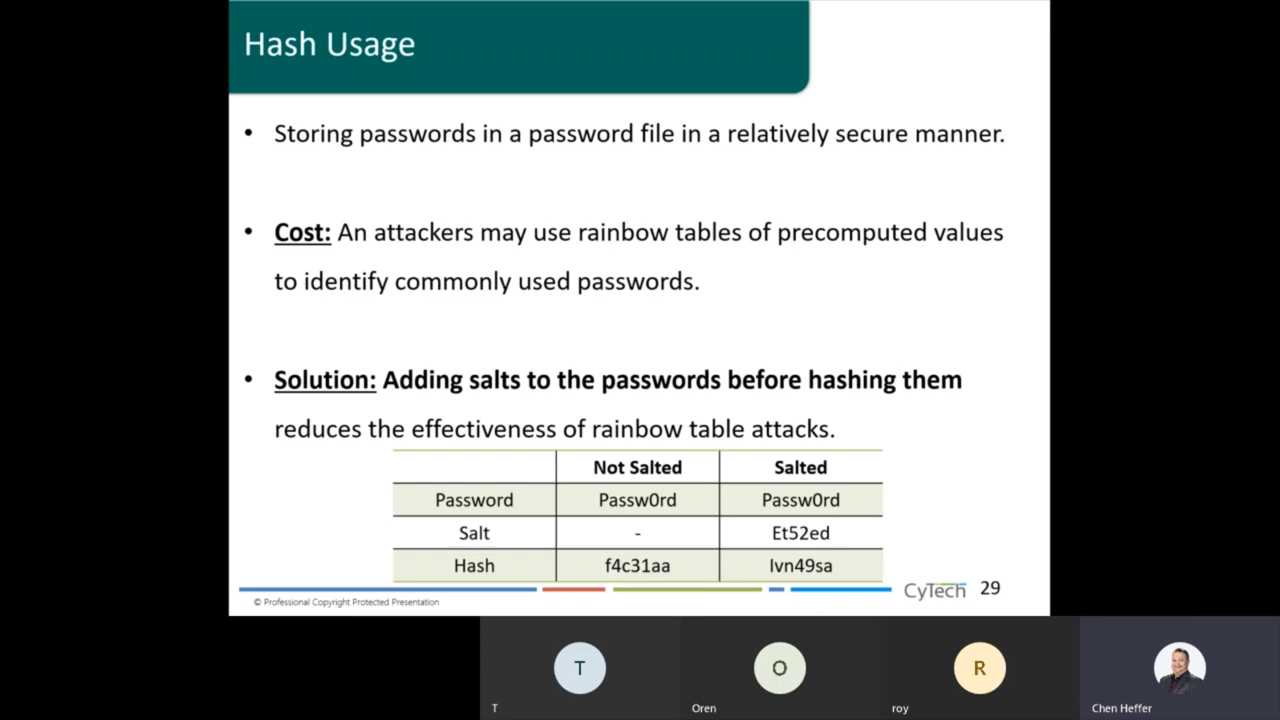 Hash Usage
• Storing passwords in a password file in a relatively secure manner.
• Cost: An attackers may use rainbow tables of precomputed values
to identify commonly used passwords.
• Solution: Adding salts to the passwords before hashing them
reduces the effectiveness of rainbow table attacks.
Not Salted Salted
Password Passw0rd Passw0rd
Salt - Et52ed
Hash f4c31aa Ivn49sa
CyTech 29
© Professional Copyright Protected Presentation
T O R
T Oren roy Chen Heffer